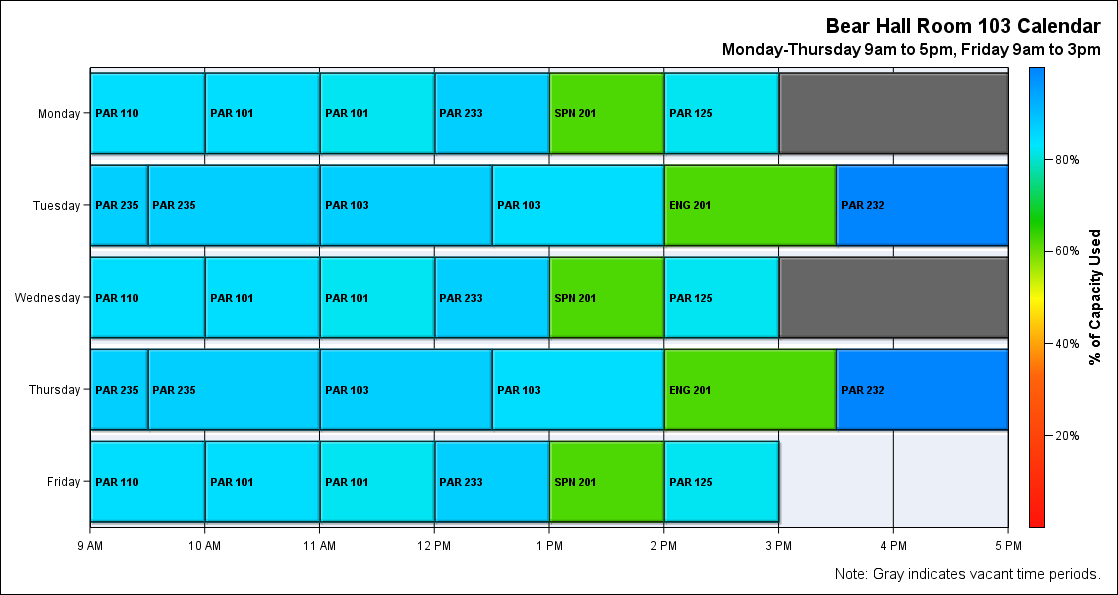 Bear Hall Room 103 Calendar
Monday-Thursday 9am to 5pm, Friday 9am to 3pm
Monday PAR 110 PAR 101 PAR 101 PAR 233 SPN 201 PAR 125
Tuesday PAR 235 PAR 235 PAR 103 PAR 103 ENG 201 PAR 232
Wednesday PAR 110 PAR 101 PAR 101 PAR 233 SPN 201 PAR 125
Thursday PAR 235 PAR 235 PAR 103 PAR 103 ENG 201 PAR 232
Friday PAR 110 PAR 101 PAR 101 PAR 233 SPN 201 PAR 125
9 AM 10 AM 11 AM 12 PM 1 PM 2 PM 3 PM 4 PM 5 PM
80%
60%
40%
20%
% of Capacity Used
Note: Gray indicates vacant time periods.